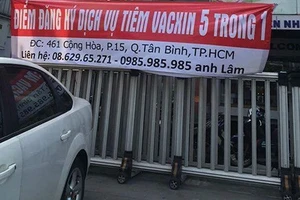 ĐIỂM ĐĂNG KÝ DỊCH VỤ TIÊM VACXIN 5 TRONG 1
ĐC: 461 Cộng Hòa, P.15, Q.Tân Bình,TP.HCM
Liên hệ: 08.629.65.271 - 0985.985.985 anh Lâm